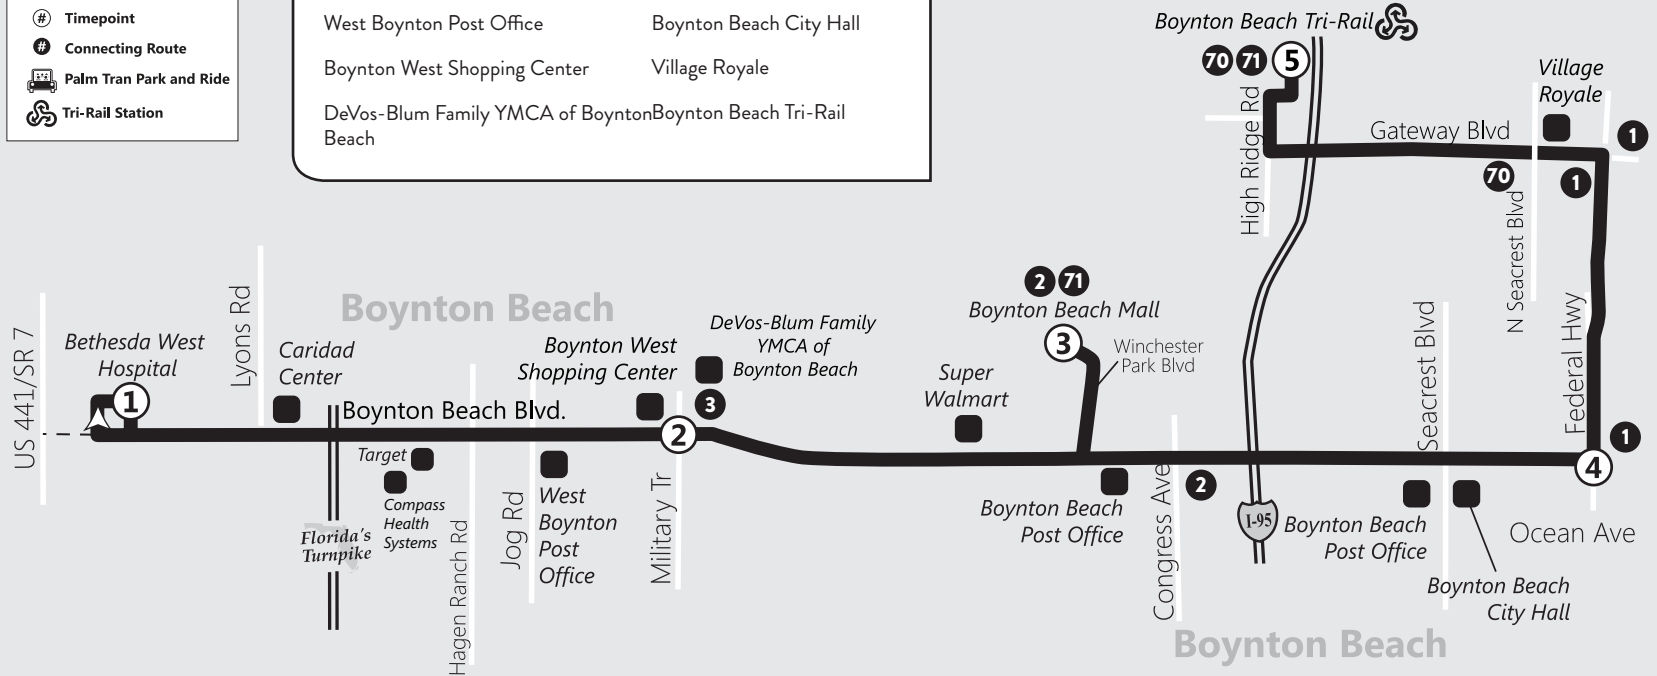 # Timepoint
# Connecting Route
Palm Tran Park and Ride
Tri-Rail Station
West Boynton Post Office
Boynton Beach City Hall
Boynton West Shopping Center
Village Royale
DeVos-Blum Family YMCA of Boynton
Beach
Boynton Beach Tri-Rail
Boynton Beach Tri-Rail
70 71 5
High Ridge Rd
Gateway Blvd
Village
Royale
1
70
1
N Seacrest Blvd
US 441/SR 7
Bethesda West
Hospital
1
Lyons Rd
Boynton Beach
Caridad
Center
Boynton Beach Blvd.
Target
Compass
Health
Systems
Florida's
Turnpike
Hagen Ranch Rd
Jog Rd
Boynton West
Shopping Center
West
Boynton
Post
Office
DeVos-Blum Family
YMCA of
Boynton Beach
3
2
Military Tr
Super
Walmart
2 71
Boynton Beach Mall
3
Winchester
Park Blvd
Boynton Beach
Post Office
Congress Ave
2
I-95
Seacrest Blvd
Boynton Beach
Post Office
Boynton Beach
City Hall
Federal Hwy
1
4
Ocean Ave
Boynton Beach